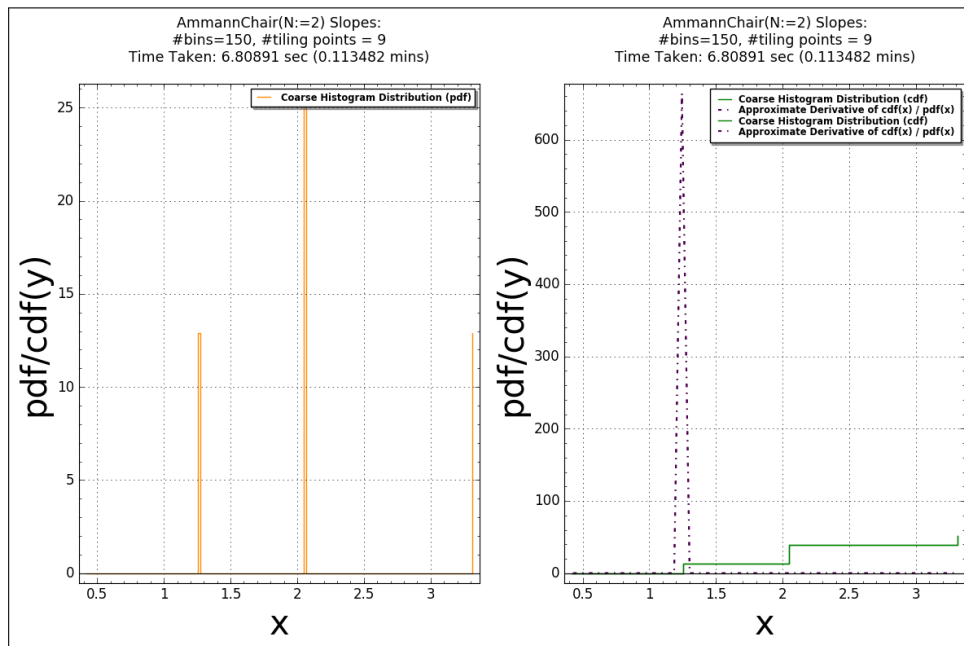 AmmannChair(N:=2) Slopes:
#bins=150, #tiling points = 9
Time Taken: 6.80891 sec (0.113482 mins)
Coarse Histogram Distribution (pdf)
25
20
15
10
5
0
0.5
1
1.5
2
2.5
3
pdf/cdf(y)
x
AmmannChair(N:=2) Slopes:
#bins=150, #tiling points = 9
Time Taken: 6.80891 sec (0.113482 mins)
Coarse Histogram Distribution (cdf)
Approximate Derivative of cdf(x) / pdf(x)
Coarse Histogram Distribution (cdf)
Approximate Derivative of cdf(x) / pdf(x)
600
500
400
300
200
100
0
0.5
1
1.5
2
2.5
3
pdf/cdf(y)
x